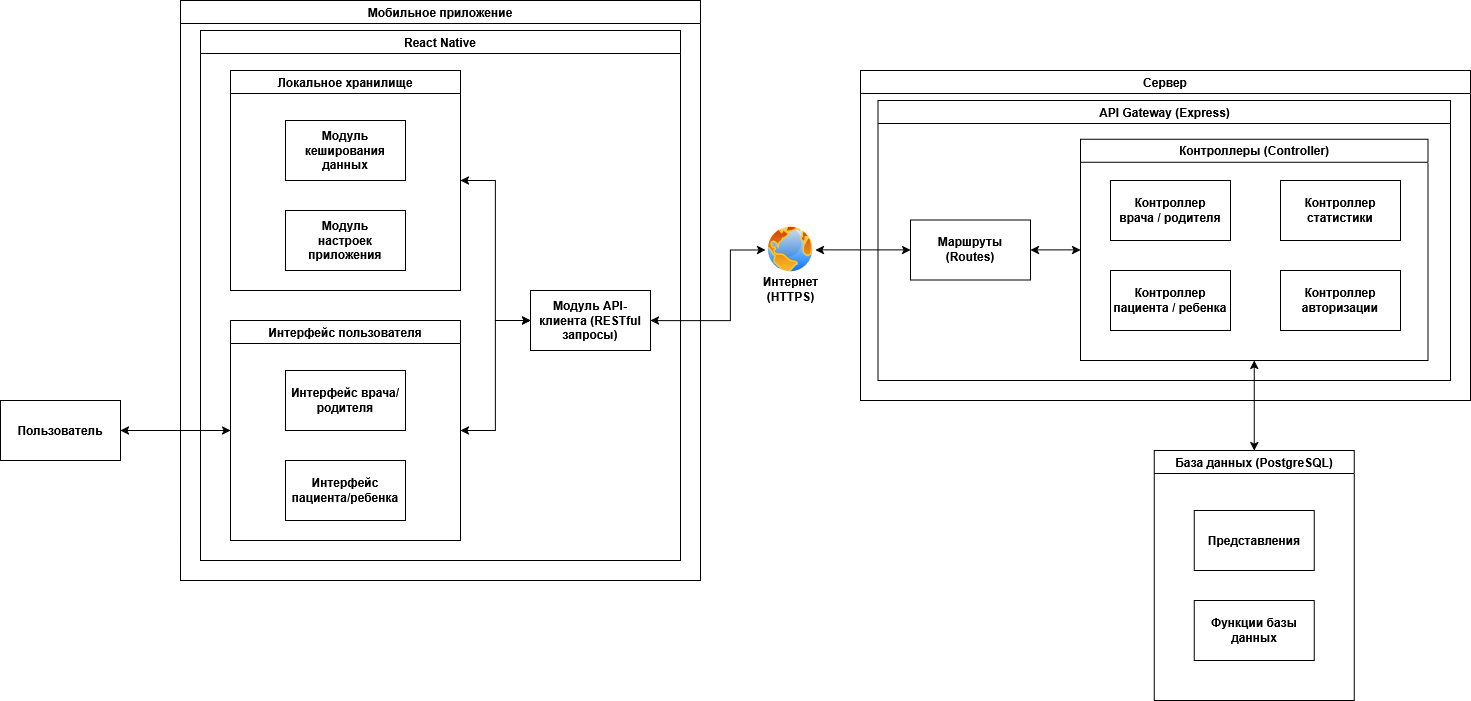 Мобильное приложение
React Native
Локальное хранилище
Модуль
кеширования
данных
Модуль
настроек
приложения
Интерфейс пользователя
Интерфейс врача/
родителя
Интерфейс
пациента/ребенка
Пользователь
Модуль API-
клиента (RESTful
запросы)
Интернет
(HTTPS)
Сервер
API Gateway (Express)
Маршруты
(Routes)
Контроллеры (Controller)
Контроллер
врача / родителя
Контроллер
статистики
Контроллер
пациента / ребенка
Контроллер
авторизации
База данных (PostgreSQL)
Представления
Функции базы
данных